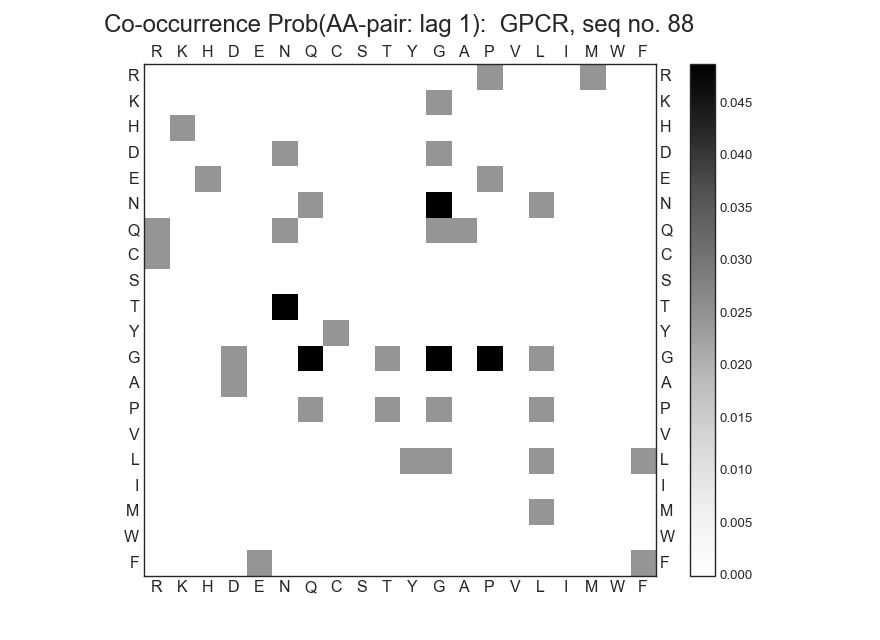 Co-occurrence Prob(AA-pair: lag 1):  GPCR, seq no. 88
R K H D E N Q C S T Y G A P V L I M W F
R R
K K
H H
D D
E E
N N
Q Q
C C
S S
T T
Y Y
G G
A A
P P
V V
L L
I I
M M
W W
F F
R K H D E N Q C S T Y G A P V L I M W F
0.045
0.040
0.035
0.030
0.025
0.020
0.015
0.010
0.005
0.000